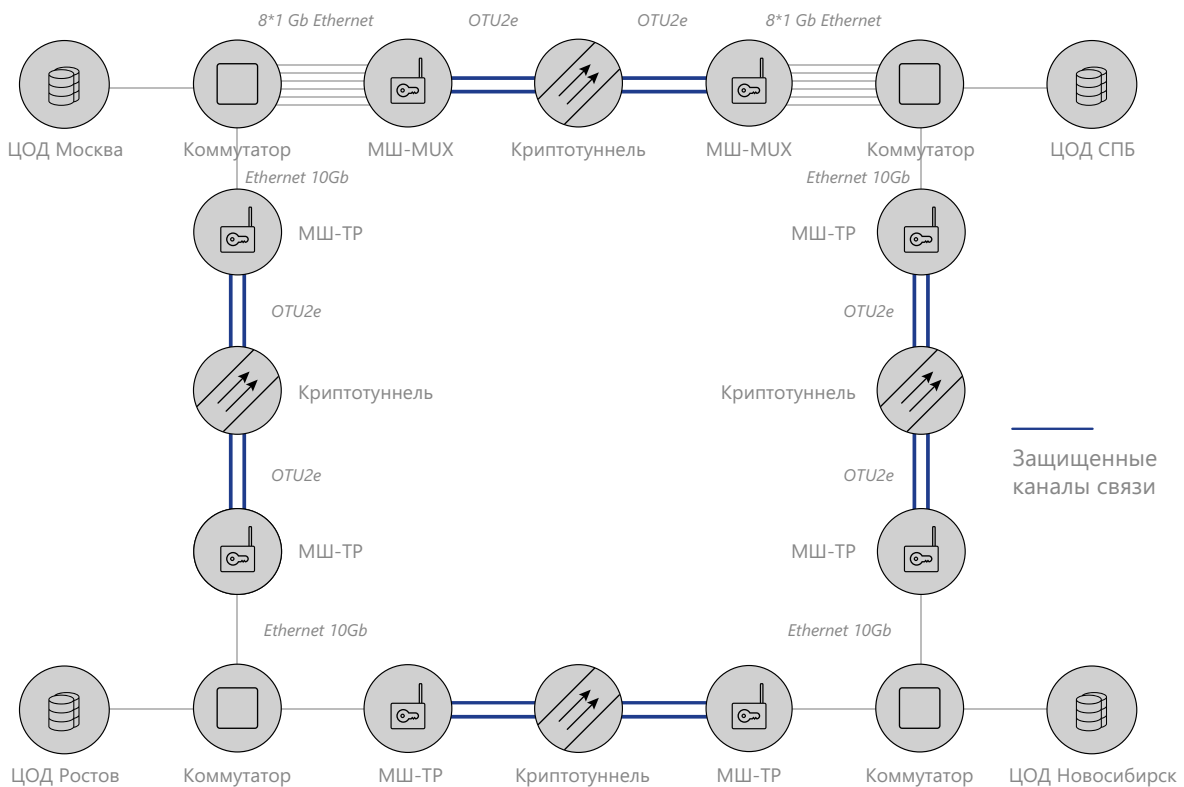 8*1 Gb Ethernet
OTU2e
OTU2e
8*1 Gb Ethernet
ЦОД Москва
Коммутатор
МШ-MUX
Криптотуннель
МШ-MUX
Коммутатор
ЦОД СПБ
Ethernet 10Gb
Ethernet 10Gb
МШ-ТР
МШ-ТР
OTU2e
OTU2e
Криптотуннель
Криптотуннель
Защищенные
каналы связи
OTU2e
OTU2e
МШ-ТР
МШ-ТР
Ethernet 10Gb
Ethernet 10Gb
ЦОД Ростов
Коммутатор
МШ-ТР
Криптотуннель
МШ-ТР
Коммутатор
ЦОД Новосибирск